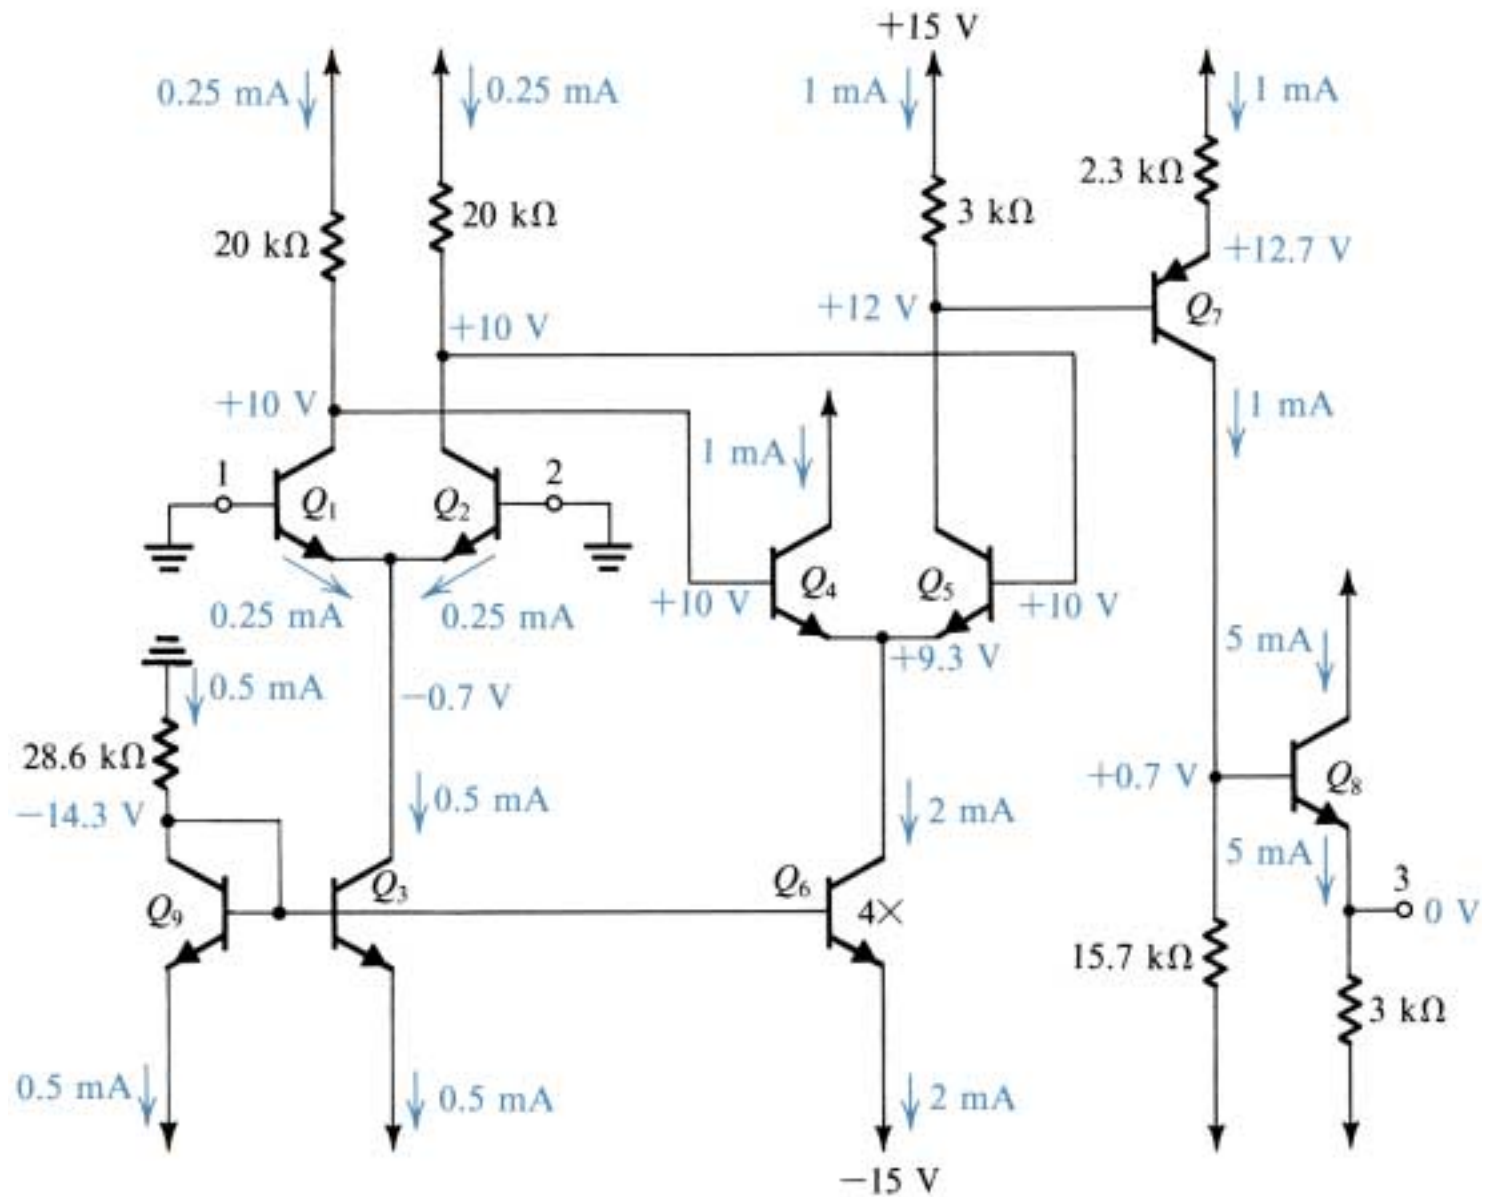 +15 V
0.25 mA
0.25 mA
1 mA
1 mA
2.3 kΩ
20 kΩ
3 kΩ
20 kΩ
+12.7 V
+12 V
Q7
+10 V
+10 V
1 mA
1 mA
1
2
Q1
Q2
Q4
Q5
+10 V
+10 V
0.25 mA
0.25 mA
5 mA
+9.3 V
0.5 mA
−0.7 V
28.6 kΩ
+0.7 V
Q8
−14.3 V
0.5 mA
2 mA
5 mA
Q9
Q3
Q6
4×
3
0 V
15.7 kΩ
3 kΩ
0.5 mA
0.5 mA
2 mA
−15 V